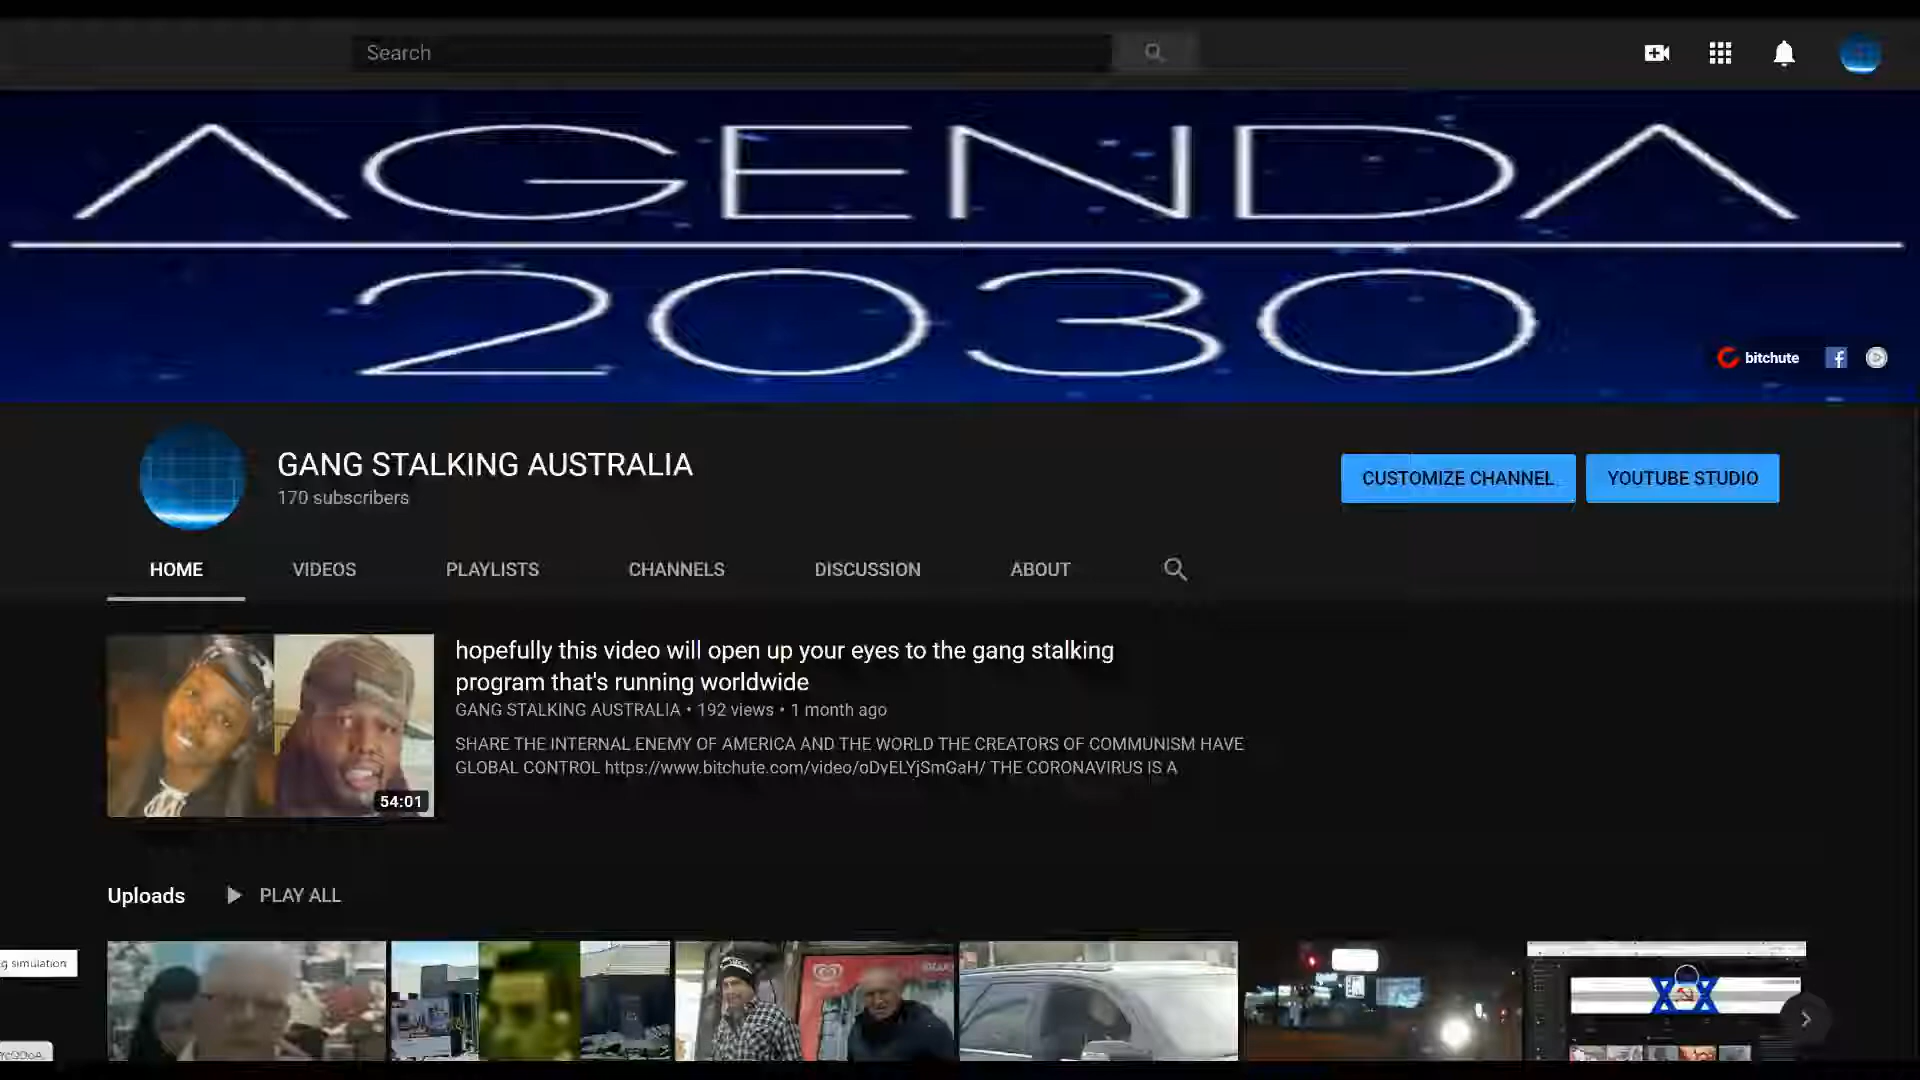 Search
AGENDA
2030
bitchute
GANG STALKING AUSTRALIA
170 subscribers
CUSTOMIZE CHANNEL
YOUTUBE STUDIO
HOME
VIDEOS
PLAYLISTS
CHANNELS
DISCUSSION
ABOUT
hopefully this video will open up your eyes to the gang stalking
program that's running worldwide
GANG STALKING AUSTRALIA • 192 views • 1 month ago
SHARE THE INTERNAL ENEMY OF AMERICA AND THE WORLD THE CREATORS OF COMMUNISM HAVE
GLOBAL CONTROL https://www.bitchute.com/video/oDvELYjSmGaH/ THE CORONAVIRUS IS A
54:01
Uploads
PLAY ALL
g simulation